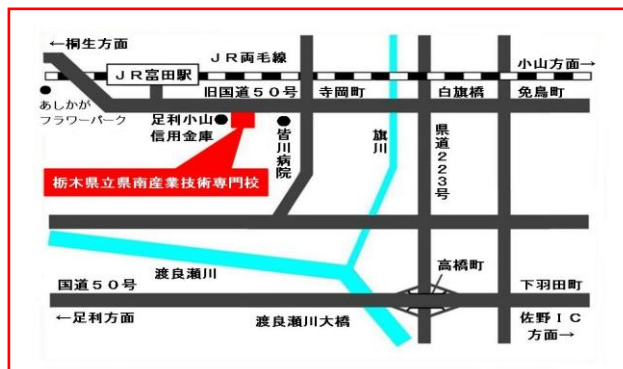 ←桐生方面
ＪＲ両毛線
小山方面→
ＪＲ富田駅
旧国道５０号
寺岡町
白旗橋
免鳥町
あしかが
フラワーパーク
足利小山
信用金庫
皆川病院
旗川
県道２２３号
栃木県立県南産業技術専門校
渡良瀬川
高橋町
国道５０号
下羽田町
←足利方面
渡良瀬川大橋
佐野ＩＣ
方面→